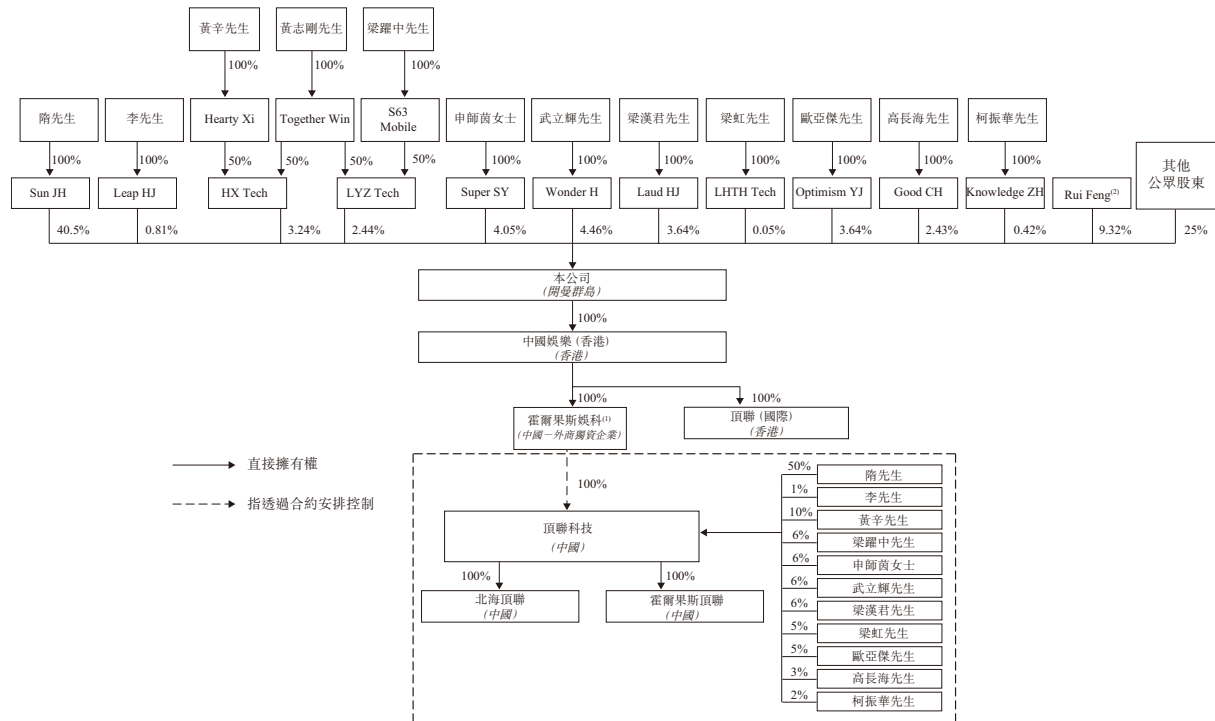 黃辛先生 黃志剛先生 梁躍中先生
100% 100% 100%
隋先生 李先生 Hearty Xi Together Win S63 Mobile 申師茵女士 武立輝先生 梁漢君先生 梁虹先生 歐亞傑先生 高長海先生 柯振華先生
100% 100% 50% 50% 50% 50% 100% 100% 100% 100% 100% 100% 100%
其他
公眾股東
Sun JH Leap HJ HX Tech LYZ Tech Super SY Wonder H Laud HJ LHTH Tech Optimism YJ Good CH Knowledge ZH Rui Feng(2)
40.5% 0.81% 3.24% 2.44% 4.05% 4.46% 3.64% 0.05% 3.64% 2.43% 0.42% 9.32% 25%
本公司
(開曼群島)
100%
中國娛樂 (香港)
(香港)
100% 100%
霍爾果斯娛科(1)
(中國－外商獨資企業)
頂聯 (國際)
(香港)
直接擁有權
指透過合約安排控制
100%
頂聯科技
(中國)
100% 100%
北海頂聯
(中國)
霍爾果斯頂聯
(中國)
50% 隋先生
1% 李先生
10% 黃辛先生
6% 梁躍中先生
6% 申師茵女士
6% 武立輝先生
6% 梁漢君先生
5% 梁虹先生
5% 歐亞傑先生
3% 高長海先生
2% 柯振華先生